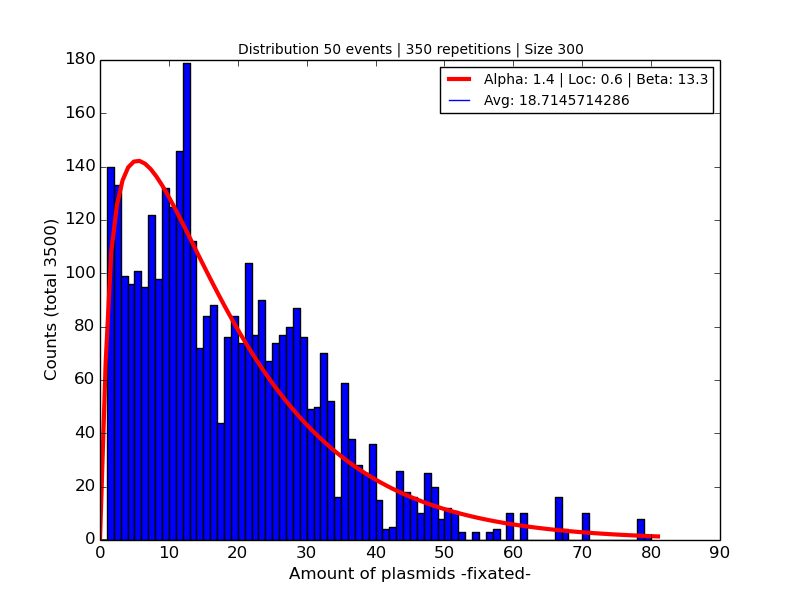 Distribution 50 events | 350 repetitions | Size 300
Alpha: 1.4 | Loc: 0.6 | Beta: 13.3
Avg: 18.7145714286
180
160
140
120
100
80
60
40
20
0
Counts (total 3500)
0 10 20 30 40 50 60 70 80 90
Amount of plasmids -fixated-